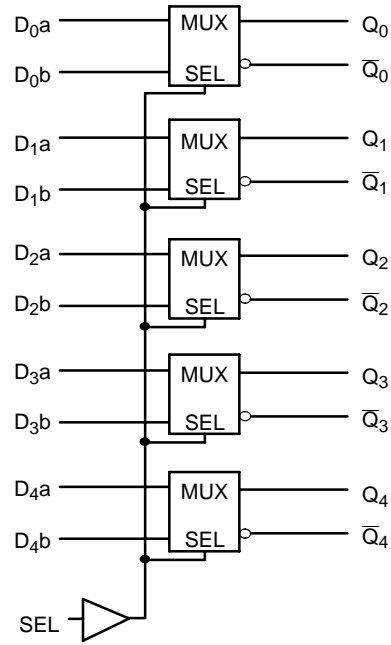 D₀a MUX Q₀
D₀b SEL Q̅₀
D₁a MUX Q₁
D₁b SEL Q̅₁
D₂a MUX Q₂
D₂b SEL Q̅₂
D₃a MUX Q₃
D₃b SEL Q̅₃
D₄a MUX Q₄
D₄b SEL Q̅₄
SEL